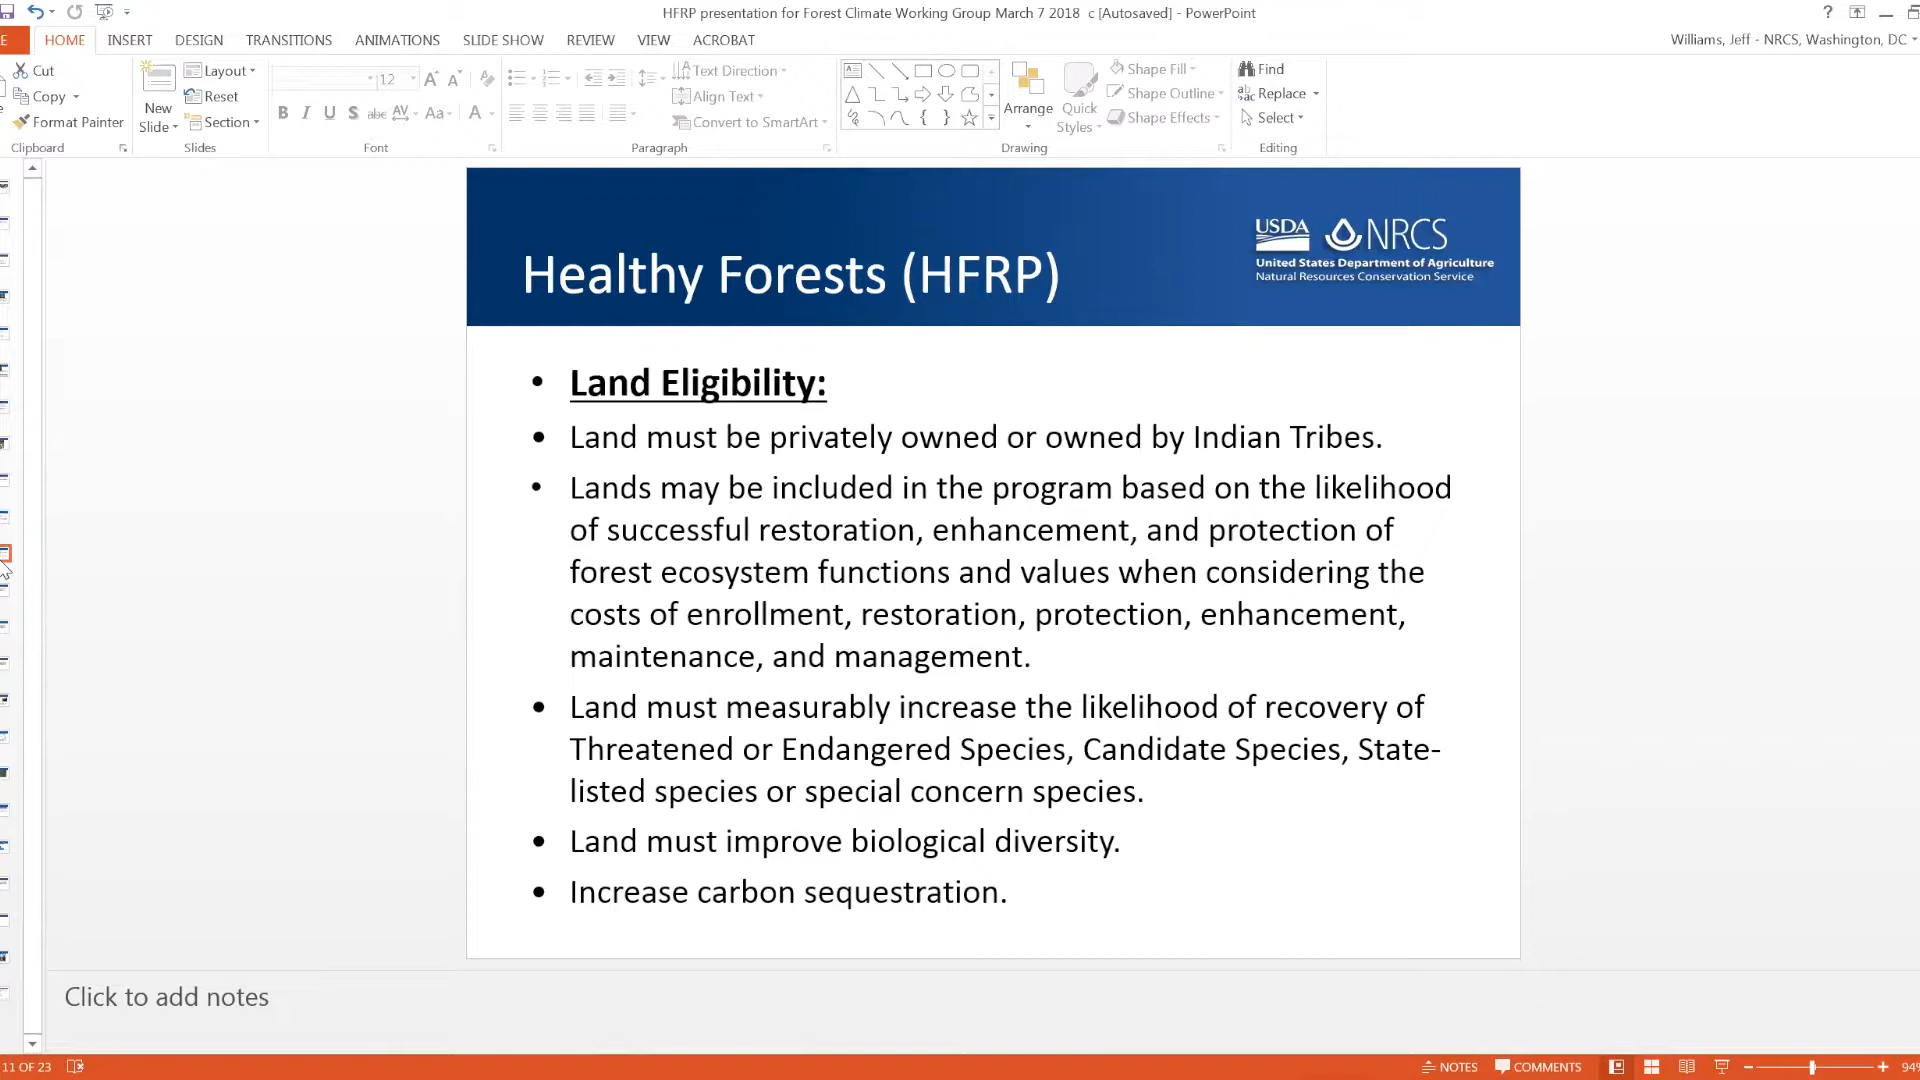 HFRP presentation for Forest Climate Working Group March 7 2018  c [Autosaved] - PowerPoint
HOME INSERT DESIGN TRANSITIONS ANIMATIONS SLIDE SHOW REVIEW VIEW ACROBAT
Williams, Jeff - NRCS, Washington, DC
Cut
Copy
Format Painter
Clipboard
New Slide
Layout
Reset
Section
Slides
12
B I U S abc AV Aa A
Font
Text Direction
Align Text
Convert to SmartArt
Paragraph
Arrange
Quick Styles
Shape Fill
Shape Outline
Shape Effects
Drawing
Find
Replace
Select
Editing
USDA NRCS
United States Department of Agriculture
Natural Resources Conservation Service
Healthy Forests (HFRP)
• Land Eligibility:
• Land must be privately owned or owned by Indian Tribes.
• Lands may be included in the program based on the likelihood
of successful restoration, enhancement, and protection of
forest ecosystem functions and values when considering the
costs of enrollment, restoration, protection, enhancement,
maintenance, and management.
• Land must measurably increase the likelihood of recovery of
Threatened or Endangered Species, Candidate Species, State-
listed species or special concern species.
• Land must improve biological diversity.
• Increase carbon sequestration.
Click to add notes
11 OF 23
NOTES COMMENTS
94%